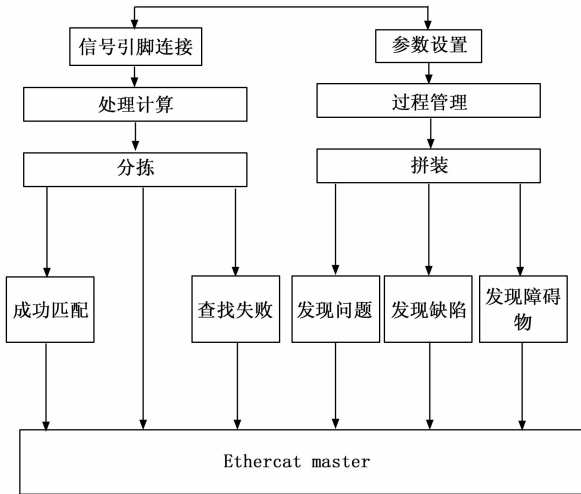 信号引脚连接
参数设置
处理计算
过程管理
分拣
拼装
成功匹配
查找失败
发现问题
发现缺陷
发现障碍
物
Ethercat master